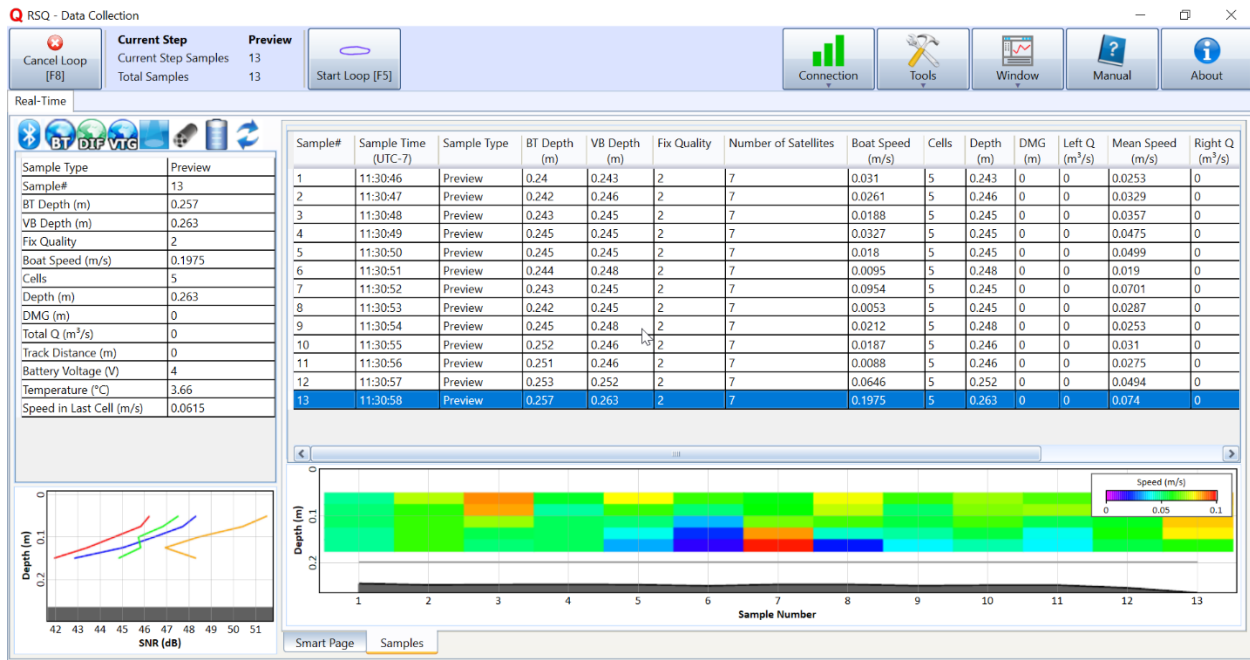 RSQ - Data Collection
Cancel Loop [F8]
Current Step Preview
Current Step Samples 13
Total Samples 13
Start Loop [F5]
Connection
Tools
Window
Manual
About
Real-Time
BT DIF VTG
Sample Type Preview
Sample# 13
BT Depth (m) 0.257
VB Depth (m) 0.263
Fix Quality 2
Boat Speed (m/s) 0.1975
Cells 5
Depth (m) 0.263
DMG (m) 0
Total Q (m³/s) 0
Track Distance (m) 0
Battery Voltage (V) 4
Temperature (°C) 3.66
Speed in Last Cell (m/s) 0.0615
Sample# Sample Time (UTC-7) Sample Type BT Depth (m) VB Depth (m) Fix Quality Number of Satellites Boat Speed (m/s) Cells Depth (m) DMG (m) Left Q (m³/s) Mean Speed (m/s) Right Q (m³/s)
1 11:30:46 Preview 0.24 0.243 2 7 0.031 5 0.243 0 0 0.0253 0
2 11:30:47 Preview 0.242 0.246 2 7 0.0261 5 0.246 0 0 0.0329 0
3 11:30:48 Preview 0.243 0.245 2 7 0.0188 5 0.245 0 0 0.0357 0
4 11:30:49 Preview 0.245 0.245 2 7 0.0327 5 0.245 0 0 0.0475 0
5 11:30:50 Preview 0.245 0.245 2 7 0.018 5 0.245 0 0 0.0499 0
6 11:30:51 Preview 0.244 0.248 2 7 0.0095 5 0.248 0 0 0.019 0
7 11:30:52 Preview 0.243 0.245 2 7 0.0954 5 0.245 0 0 0.0701 0
8 11:30:53 Preview 0.242 0.245 2 7 0.0053 5 0.245 0 0 0.0287 0
9 11:30:54 Preview 0.245 0.248 2 7 0.0212 5 0.248 0 0 0.0253 0
10 11:30:55 Preview 0.252 0.246 2 7 0.0187 5 0.246 0 0 0.031 0
11 11:30:56 Preview 0.251 0.246 2 7 0.0088 5 0.246 0 0 0.0275 0
12 11:30:57 Preview 0.253 0.252 2 7 0.0646 5 0.252 0 0 0.0494 0
13 11:30:58 Preview 0.257 0.263 2 7 0.1975 5 0.263 0 0 0.074 0
Depth (m)
0
0.1
0.2
42 43 44 45 46 47 48 49 50 51
SNR (dB)
Depth (m)
0
0.1
0.2
Speed (m/s)
0 0.05 0.1
1 2 3 4 5 6 7 8 9 10 11 12 13
Sample Number
Smart Page
Samples